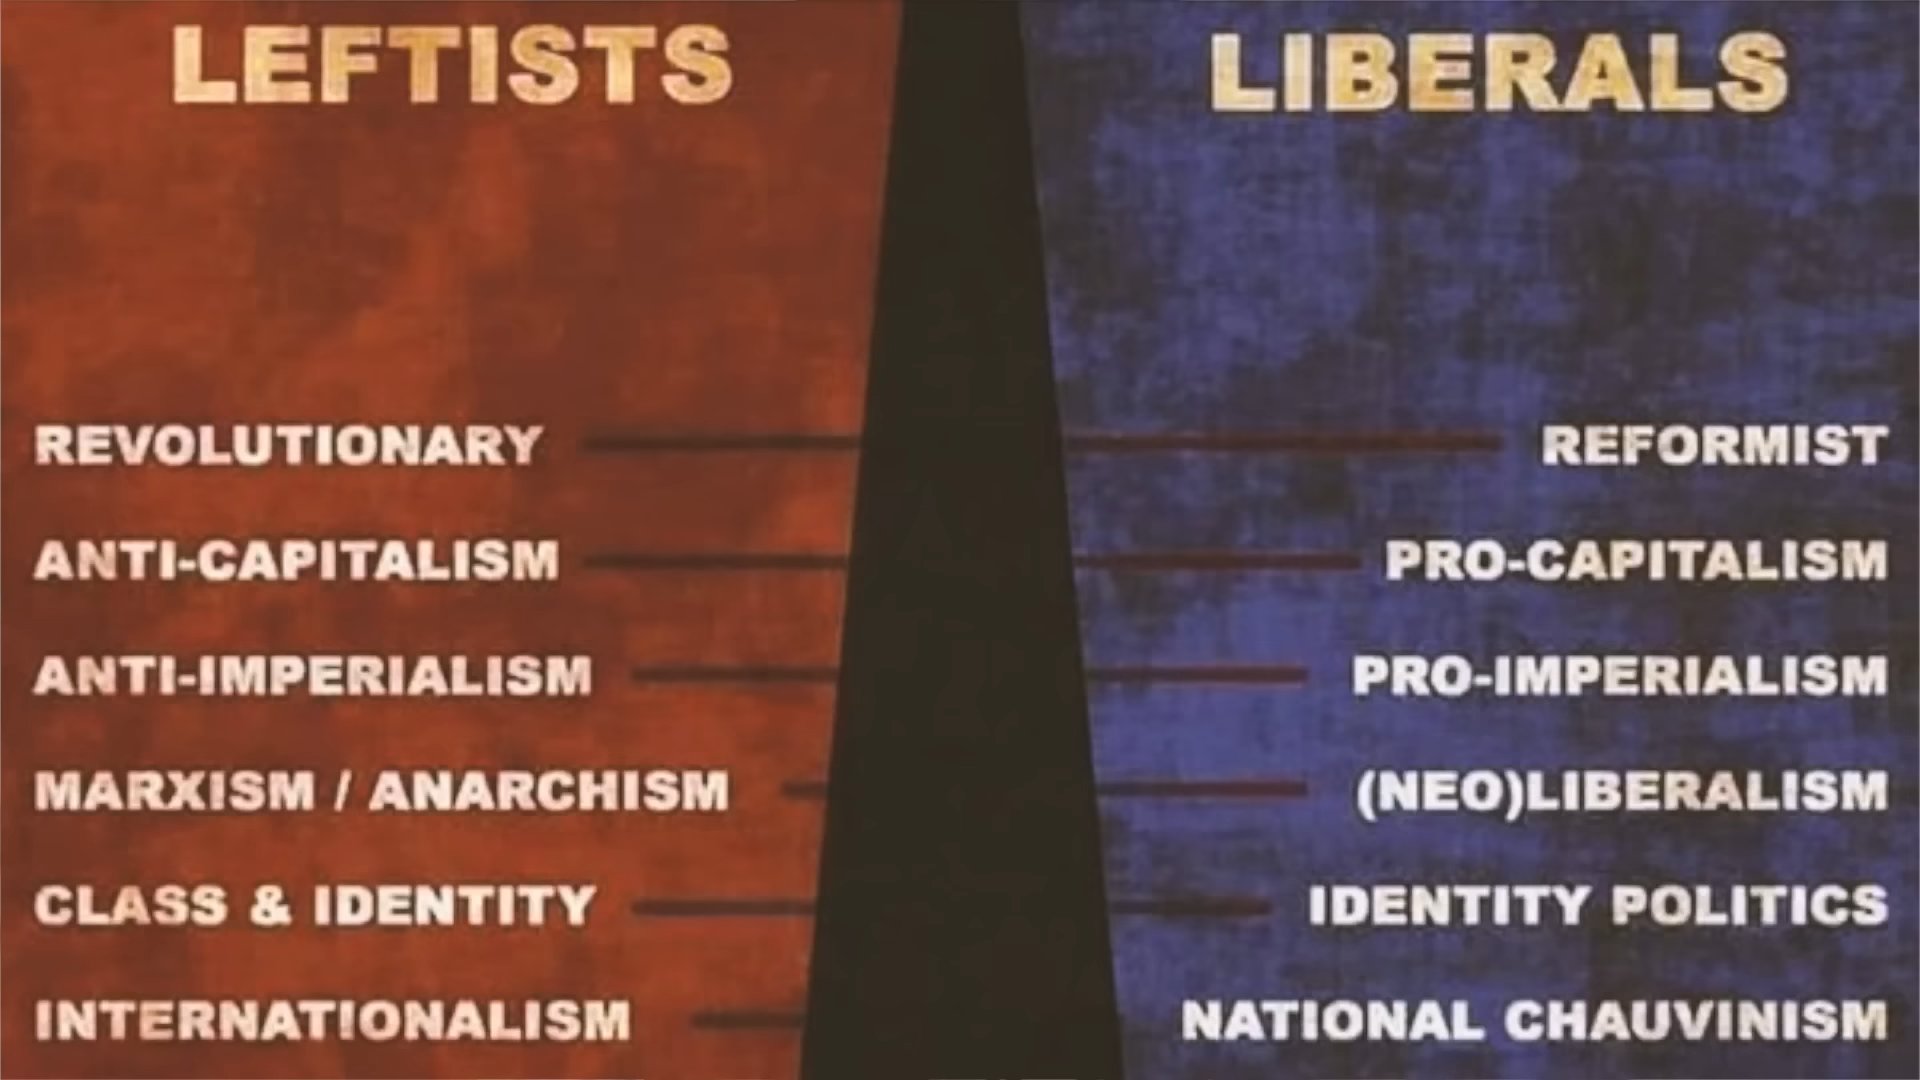 LEFTISTS
LIBERALS
REVOLUTIONARY
REFORMIST
ANTI-CAPITALISM
PRO-CAPITALISM
ANTI-IMPERIALISM
PRO-IMPERIALISM
MARXISM / ANARCHISM
(NEO)LIBERALISM
CLASS & IDENTITY
IDENTITY POLITICS
INTERNATIONALISM
NATIONAL CHAUVINISM